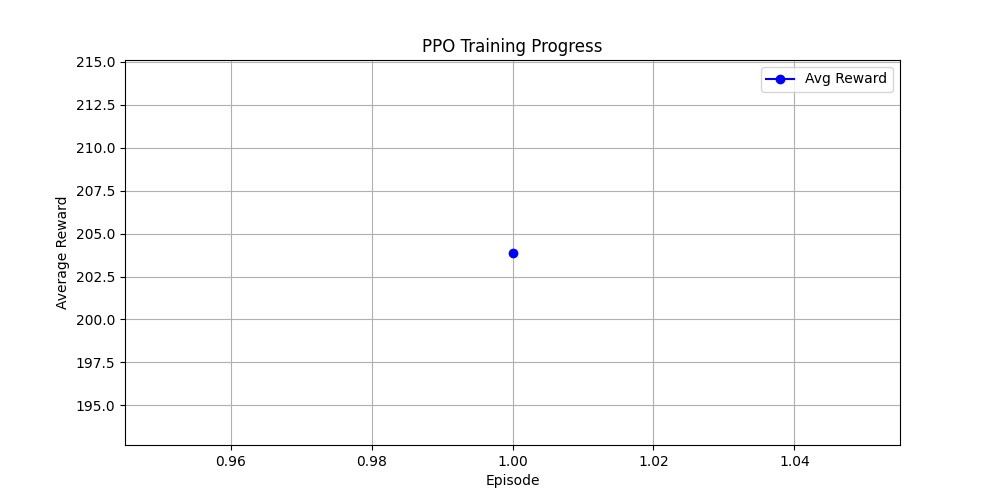 PPO Training Progress
Avg Reward
Average Reward
215.0
212.5
210.0
207.5
205.0
202.5
200.0
197.5
195.0
0.96 0.98 1.00 1.02 1.04
Episode